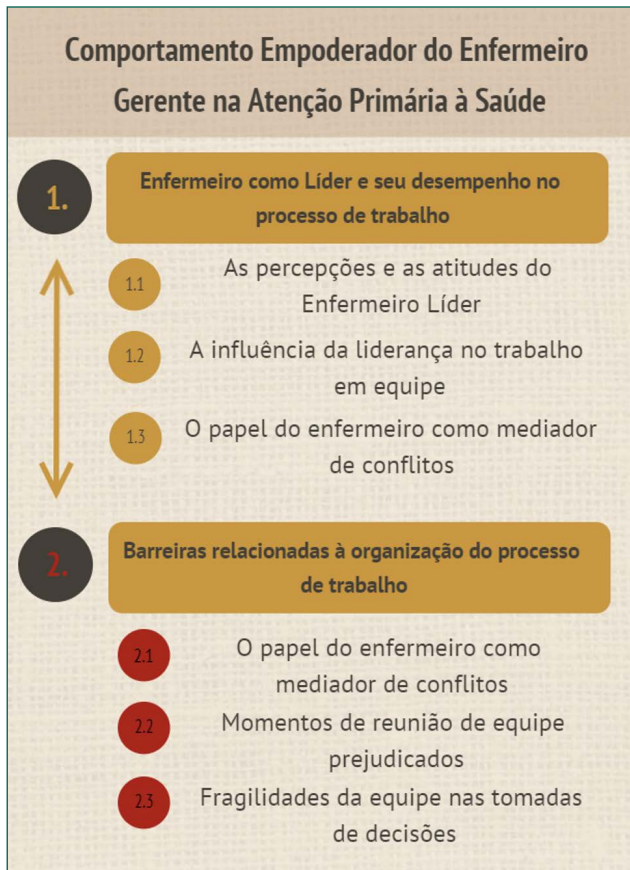 Comportamento Empoderador do Enfermeiro
Gerente na Atenção Primária à Saúde
1.
Enfermeiro como Líder e seu desempenho no
processo de trabalho
1.1
As percepções e as atitudes do
Enfermeiro Líder
1.2
A influência da liderança no trabalho
em equipe
1.3
O papel do enfermeiro como mediador
de conflitos
2.
Barreiras relacionadas à organização do processo
de trabalho
2.1
O papel do enfermeiro como
mediador de conflitos
2.2
Momentos de reunião de equipe
prejudicados
2.3
Fragilidades da equipe nas tomadas
de decisões